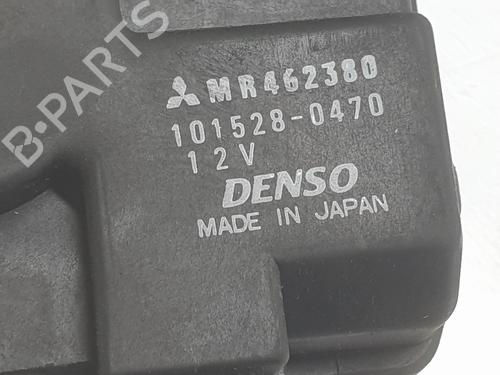 MR462380
101528-0470
12V
DENSO
MADE IN JAPAN
B-PARTS